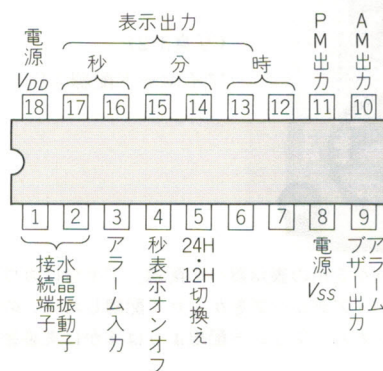 表示出力
電源
VDD
秒
分
時
PM出力
AM出力
18
17
16
15
14
13
12
11
10
1
2
3
4
5
6
7
8
9
水晶振動子
接続端子
アラーム入力
秒表示オンオフ
24H
・
12H
切換え
電源
VSS
アラーム
ブザー出力